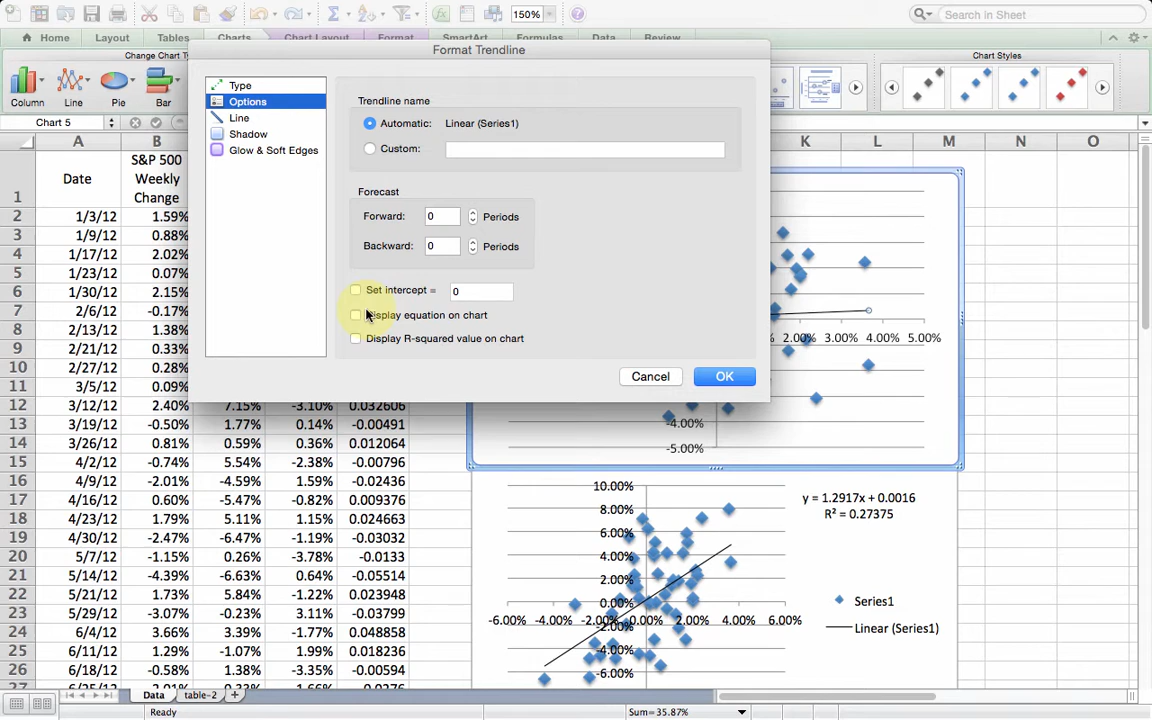 150%
Search in Sheet
Home
Layout
Tables
Charts
Chart Layout
Format
SmartArt
Formulas
Data
Review
Change Chart Ty
Chart Styles
Column
Line
Pie
Bar
Format Trendline
Type
Options
Line
Shadow
Glow & Soft Edges
Trendline name
Automatic: Linear (Series1)
Custom:
Forecast
Forward: 0 Periods
Backward: 0 Periods
Set intercept = 0
Display equation on chart
Display R-squared value on chart
Cancel
OK
Chart 5
A B K L M N O
Date
S&P 500
Weekly
Change
1
2 1/3/12 1.59%
3 1/9/12 0.88%
4 1/17/12 2.02%
5 1/23/12 0.07%
6 1/30/12 2.15%
7 2/6/12 -0.17%
8 2/13/12 1.38%
9 2/21/12 0.33%
10 2/27/12 0.28%
11 3/5/12 0.09%
12 3/12/12 2.40% 7.15% -3.10% 0.032606
13 3/19/12 -0.50% 1.77% 0.14% -0.00491
14 3/26/12 0.81% 0.59% 0.36% 0.012064
15 4/2/12 -0.74% 5.54% -2.38% -0.00796
16 4/9/12 -2.01% -4.59% 1.59% -0.02436
17 4/16/12 0.60% -5.47% -0.82% 0.009376
18 4/23/12 1.79% 5.11% 1.15% 0.024663
19 4/30/12 -2.47% -6.47% -1.19% -0.03032
20 5/7/12 -1.15% 0.26% -3.78% -0.0133
21 5/14/12 -4.39% -6.63% 0.64% -0.05514
22 5/21/12 1.73% 5.84% -1.22% 0.023948
23 5/29/12 -3.07% -0.23% 3.11% -0.03799
24 6/4/12 3.66% 3.39% -1.77% 0.048858
25 6/11/12 1.29% -1.07% 1.99% 0.018236
26 6/18/12 -0.58% 1.38% -3.35% -0.00594
2.00% 3.00% 4.00% 5.00%
-4.00%
-5.00%
10.00%
8.00%
6.00%
4.00%
2.00%
0.00%
-6.00% -4.00% -2.00% 0.00% 2.00% 4.00% 6.00%
-2.00%
-4.00%
-6.00%
y = 1.2917x + 0.0016
R² = 0.27375
Series1
Linear (Series1)
Data
table-2
Ready
Sum=35.87%